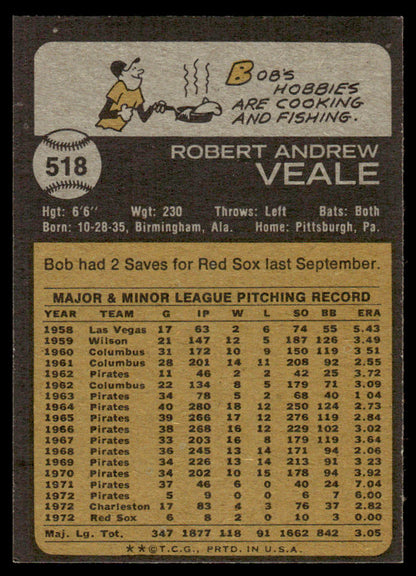 BOB'S
HOBBIES
ARE COOKING
AND FISHING.
518
ROBERT ANDREW
VEALE
Hgt: 6'6" Wgt: 230 Throws: Left Bats: Both
Born: 10-28-35, Birmingham, Ala. Home: Pittsburgh, Pa.
Bob had 2 Saves for Red Sox last September.
MAJOR & MINOR LEAGUE PITCHING RECORD
YEAR TEAM G IP W L SO BB ERA
1958 Las Vegas 17 63 2 6 74 55 5.43
1959 Wilson 21 147 12 5 187 126 3.49
1960 Columbus 31 172 10 9 150 119 3.51
1961 Columbus 28 201 14 11 208 92 2.55
1962 Pirates 11 46 2 2 42 25 3.72
1962 Columbus 22 134 8 5 179 71 3.09
1963 Pirates 34 78 5 2 68 40 1.04
1964 Pirates 40 280 18 12 250 124 2.73
1965 Pirates 39 266 17 12 276 119 2.84
1966 Pirates 38 268 16 12 229 102 3.02
1967 Pirates 33 203 16 8 179 119 3.64
1968 Pirates 36 245 13 14 171 94 2.06
1969 Pirates 34 226 13 14 213 91 3.23
1970 Pirates 34 202 10 15 178 94 3.92
1971 Pirates 37 46 6 0 40 24 7.04
1972 Pirates 5 9 0 0 6 7 6.00
1972 Charleston 17 83 4 3 76 37 2.82
1972 Red Sox 6 8 2 0 10 3 0.00
Maj. Lg. Tot. 347 1877 118 91 1662 842 3.05
**©T.C.G., PRTD. IN U.S.A.